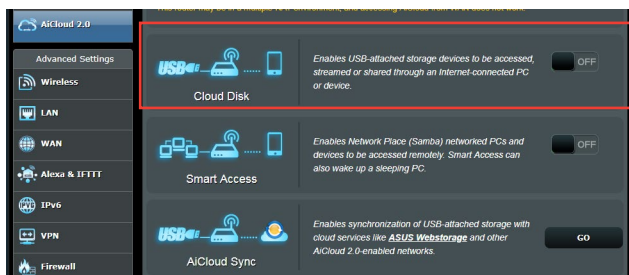 AiCloud 2.0
Advanced Settings
Wireless
LAN
WAN
Alexa & IFTTT
IPv6
VPN
Firewall
USB
Cloud Disk
Enables USB-attached storage devices to be accessed,
streamed or shared through an Internet-connected PC
or device.
OFF
Smart Access
Enables Network Place (Samba) networked PCs and
devices to be accessed remotely. Smart Access can
also wake up a sleeping PC.
OFF
USB
AiCloud Sync
Enables synchronization of USB-attached storage with
cloud services like ASUS Webstorage and other
AiCloud 2.0-enabled networks.
GO